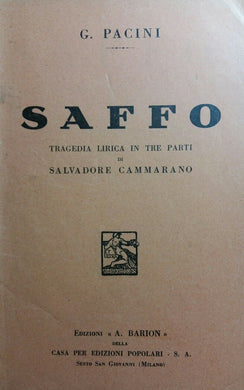 G. PACINI
SAFFO
TRAGEDIA LIRICA IN TRE PARTI
DI
SALVADORE CAMMARANO
EDIZIONI « A. BARION »
DELLA
CASA PER EDIZIONI POPOLARI - S. A.
SESTO SAN GIOVANNI (MILANO)